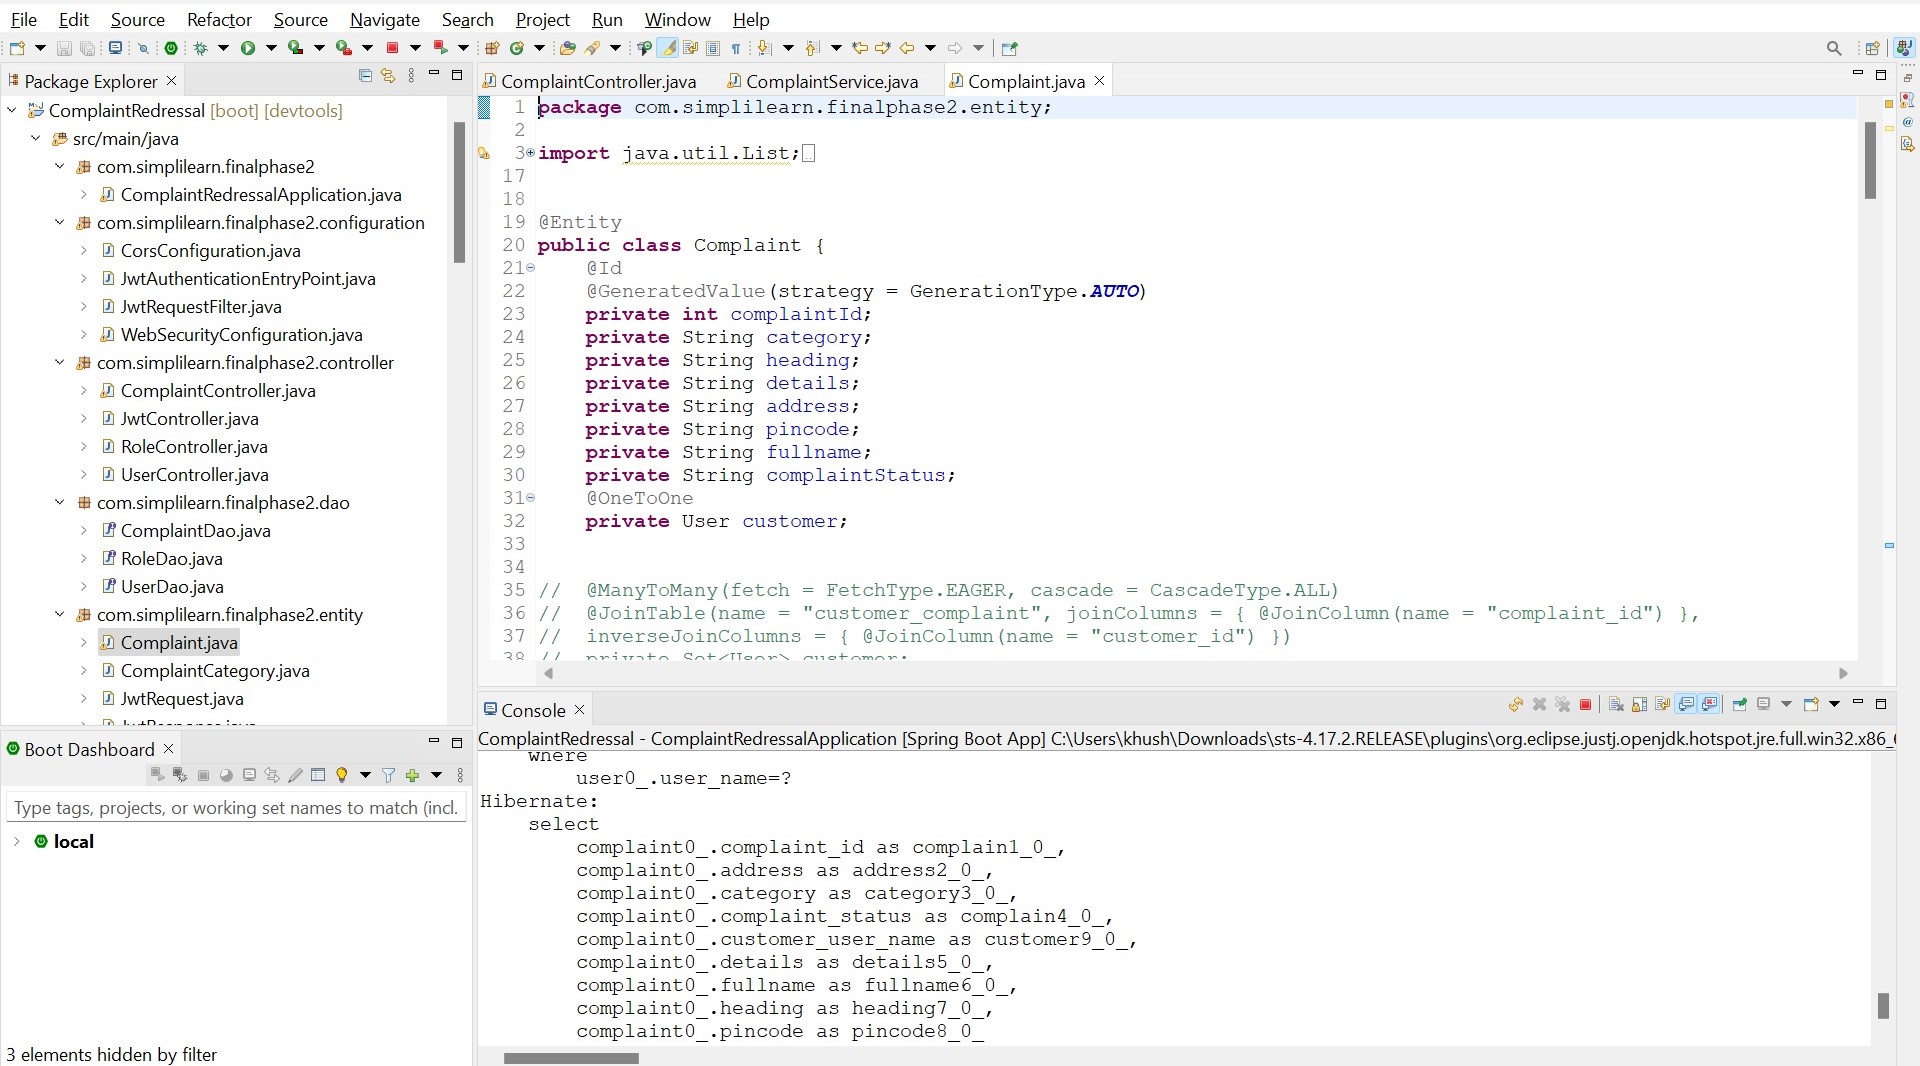 File Edit Source Refactor Source Navigate Search Project Run Window Help
Package Explorer
ComplaintRedressal [boot] [devtools]
src/main/java
com.simplilearn.finalphase2
ComplaintRedressalApplication.java
com.simplilearn.finalphase2.configuration
CorsConfiguration.java
JwtAuthenticationEntryPoint.java
JwtRequestFilter.java
WebSecurityConfiguration.java
com.simplilearn.finalphase2.controller
ComplaintController.java
JwtController.java
RoleController.java
UserController.java
com.simplilearn.finalphase2.dao
ComplaintDao.java
RoleDao.java
UserDao.java
com.simplilearn.finalphase2.entity
Complaint.java
ComplaintCategory.java
JwtRequest.java
JwtResponse.java
Boot Dashboard
Type tags, projects, or working set names to match (incl.
local
3 elements hidden by filter
ComplaintController.java ComplaintService.java Complaint.java
1 package com.simplilearn.finalphase2.entity;
2
3 import java.util.List;
17
18
19 @Entity
20 public class Complaint {
21 @Id
22 @GeneratedValue(strategy = GenerationType.AUTO)
23 private int complaintId;
24 private String category;
25 private String heading;
26 private String details;
27 private String address;
28 private String pincode;
29 private String fullname;
30 private String complaintStatus;
31 @OneToOne
32 private User customer;
33
34
35 // @ManyToMany(fetch = FetchType.EAGER, cascade = CascadeType.ALL)
36 // @JoinTable(name = "customer_complaint", joinColumns = { @JoinColumn(name = "complaint_id") },
37 // inverseJoinColumns = { @JoinColumn(name = "customer_id") })
38 // private Set<User> customer;
Console
ComplaintRedressal - ComplaintRedressalApplication [Spring Boot App] C:\Users\khush\Downloads\sts-4.17.2.RELEASE\plugins\org.eclipse.justj.openjdk.hotspot.jre.full.win32.x86_
where
user0_.user_name=?
Hibernate:
select
complaint0_.complaint_id as complain1_0_,
complaint0_.address as address2_0_,
complaint0_.category as category3_0_,
complaint0_.complaint_status as complain4_0_,
complaint0_.customer_user_name as customer9_0_,
complaint0_.details as details5_0_,
complaint0_.fullname as fullname6_0_,
complaint0_.heading as heading7_0_,
complaint0_.pincode as pincode8_0_